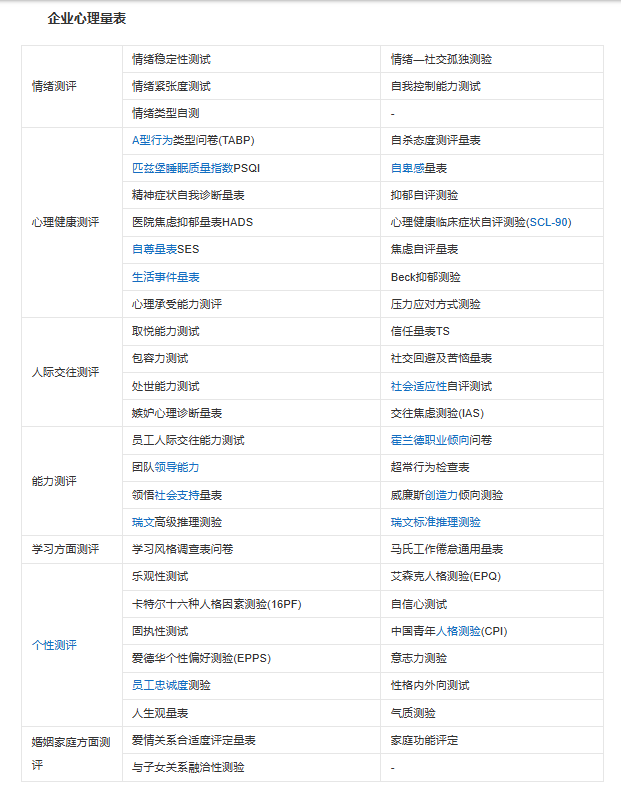 企业心理量表
情绪测评
情绪稳定性测试
情绪—社交孤独测验
情绪紧张度测试
自我控制能力测试
情绪类型自测
-
心理健康测评
A型行为类型问卷(TABP)
自杀态度测评量表
匹兹堡睡眠质量指数PSQI
自卑感量表
精神症状自我诊断量表
抑郁自评测验
医院焦虑抑郁量表HADS
心理健康临床症状自评测验(SCL-90)
自尊量表SES
焦虑自评量表
生活事件量表
Beck抑郁测验
心理承受能力测评
压力应对方式测验
人际交往测评
取悦能力测试
信任量表TS
包容力测试
社交回避及苦恼量表
处世能力测试
社会适应性自评测试
嫉妒心理诊断量表
交往焦虑测验(IAS)
能力测评
员工人际交往能力测试
霍兰德职业倾向问卷
团队领导能力
超常行为检查表
领悟社会支持量表
威廉斯创造力倾向测验
瑞文高级推理测验
瑞文标准推理测验
学习方面测评
学习风格调查表问卷
马氏工作倦怠通用量表
个性测评
乐观性测试
艾森克人格测验(EPQ)
卡特尔十六种人格因素测验(16PF)
自信心测试
固执性测试
中国青年人格测验(CPI)
爱德华个性偏好测验(EPPS)
意志力测验
员工忠诚度测验
性格内外向测试
人生观量表
气质测验
婚姻家庭方面测
评
爱情关系合适度评定量表
家庭功能评定
与子女关系融洽性测验
-